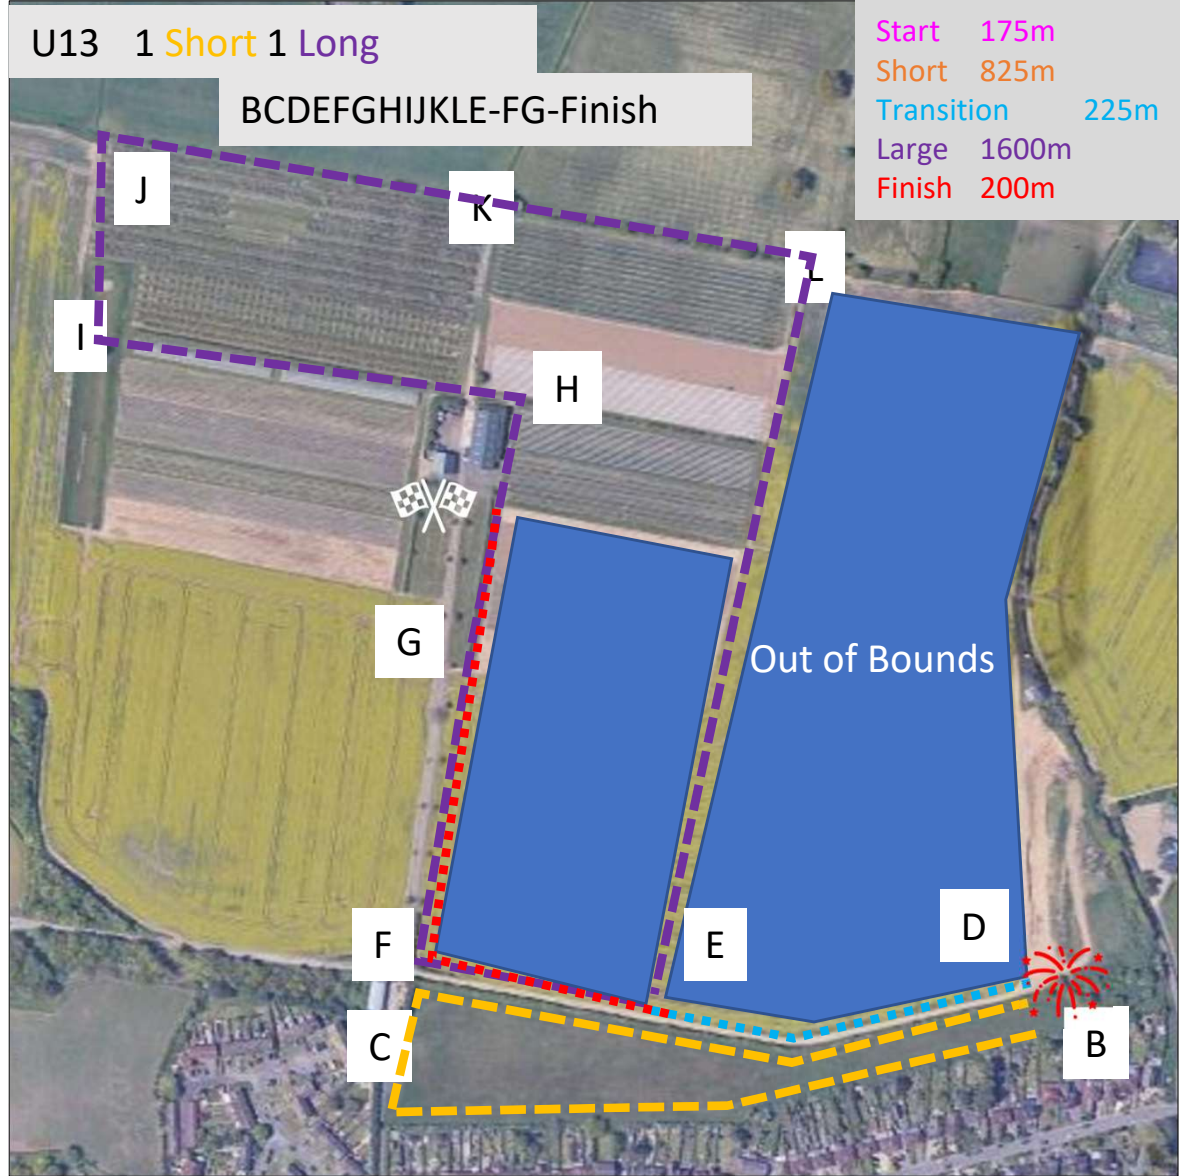 U13 1 Short 1 Long
BCDEFGHIJKLE-FG-Finish
Start 175m
Short 825m
Transition 225m
Large 1600m
Finish 200m
J
K
L
I
H
G
Out of Bounds
F
E
D
C
B